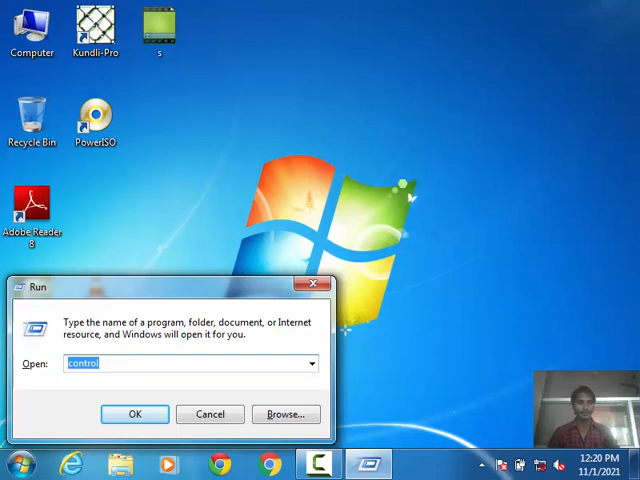 Computer
Kundli-Pro
s
Recycle Bin
PowerISO
Adobe Reader
8
Run
Type the name of a program, folder, document, or Internet
resource, and Windows will open it for you.
Open:
control
OK
Cancel
Browse...
12:20 PM
11/1/2021